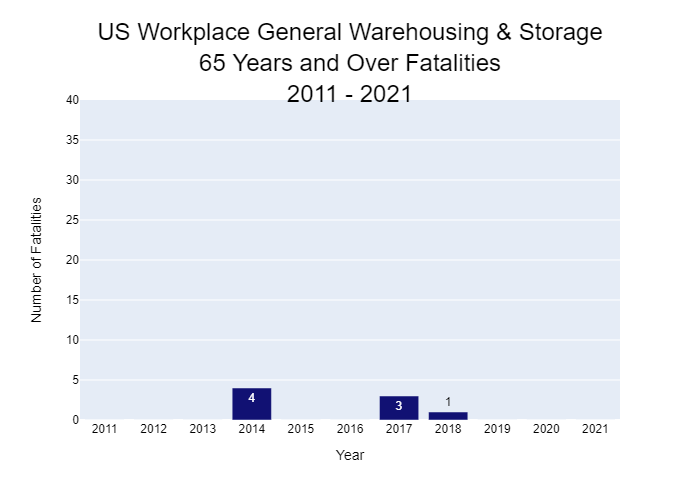 US Workplace General Warehousing & Storage
65 Years and Over Fatalities
2011 - 2021
40
35
30
25
20
15
10
5
0
Number of Fatalities
4
3
1
2011 2012 2013 2014 2015 2016 2017 2018 2019 2020 2021
Year